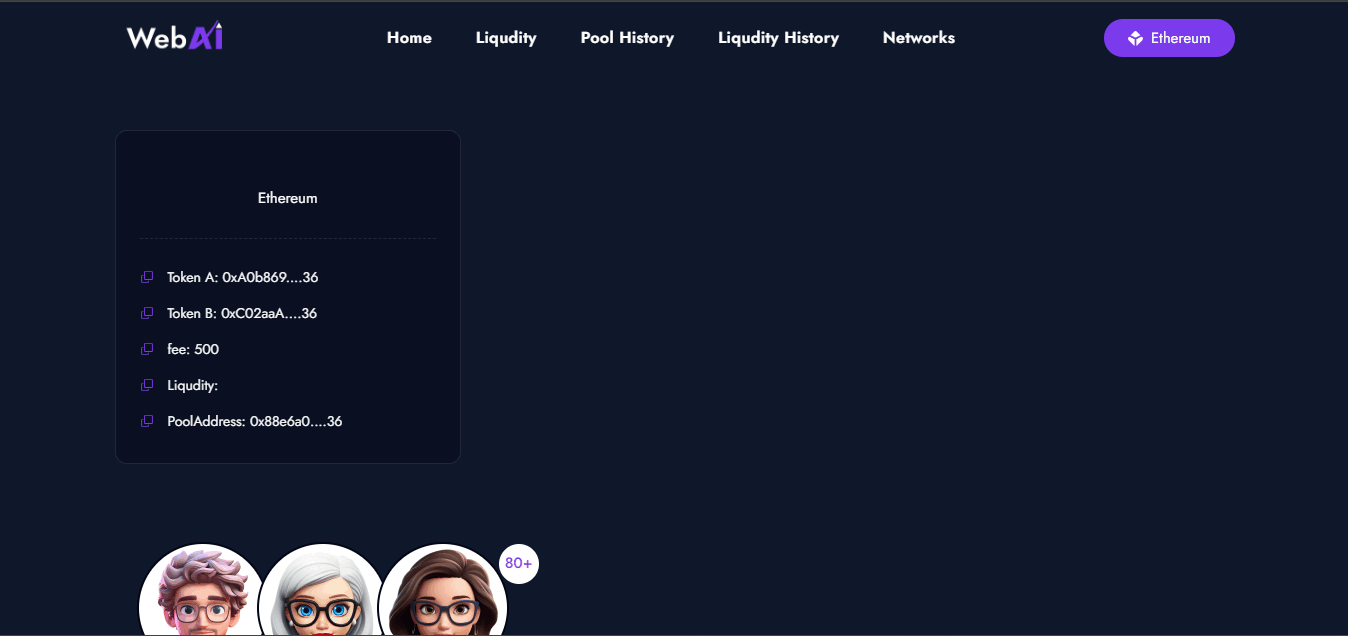 WebAi
Home Liqudity Pool History Liqudity History Networks
Ethereum
Ethereum
Token A: 0xA0b869....36
Token B: 0xC02aaA....36
fee: 500
Liqudity:
PoolAddress: 0x88e6a0....36
80+